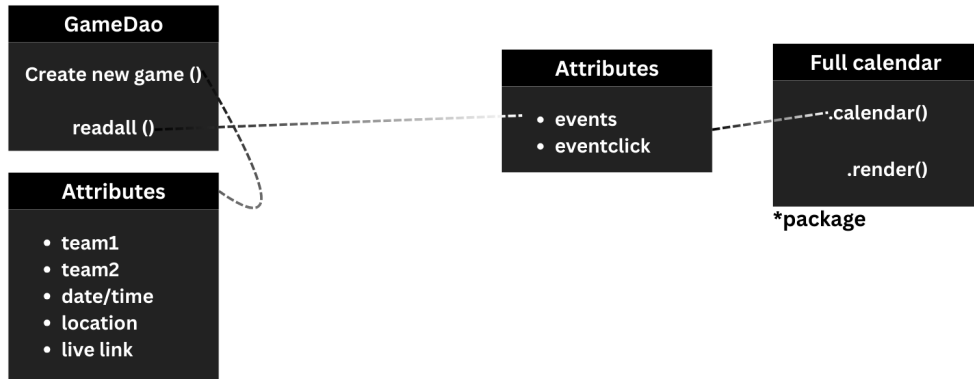 GameDao
Create new game ()
readall ()
Attributes
• team1
• team2
• date/time
• location
• live link
Attributes
• events
• eventclick
Full calendar
.calendar()
.render()
*package